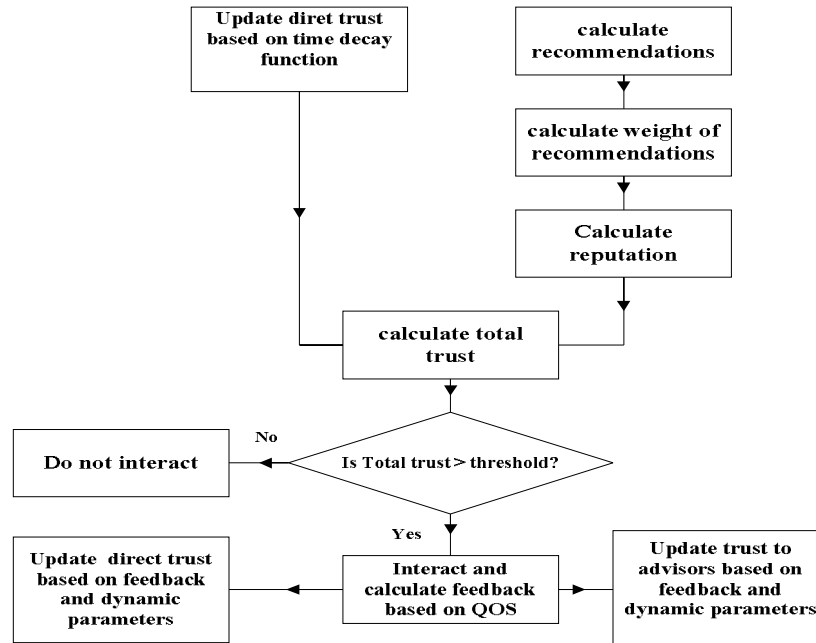 Update diret trust
based on time decay
function
calculate
recommendations
calculate weight of
recommendations
Calculate
reputation
calculate total
trust
Is Total trust > threshold?
No
Do not interact
Yes
Update direct trust
based on feedback
and dynamic
parameters
Interact and
calculate feedback
based on QOS
Update trust to
advisors based on
feedback and
dynamic parameters